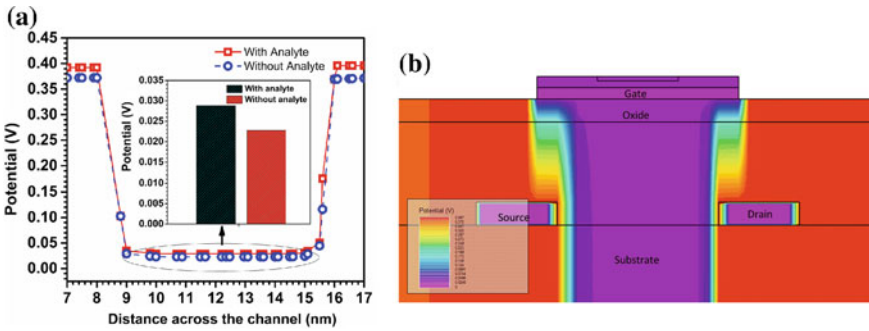 (a)
0.45
0.40
0.35
0.30
0.25
0.20
0.15
0.10
0.05
0.00
Potential (V)
With Analyte
Without Analyte
0.035
0.030
0.025
0.020
0.015
0.010
0.005
0.000
Potential (V)
With analyte
Without analyte
7 8 9 10 11 12 13 14 15 16 17
Distance across the channel (nm)
(b)
Gate
Oxide
Potential (V)
Source
Drain
Substrate